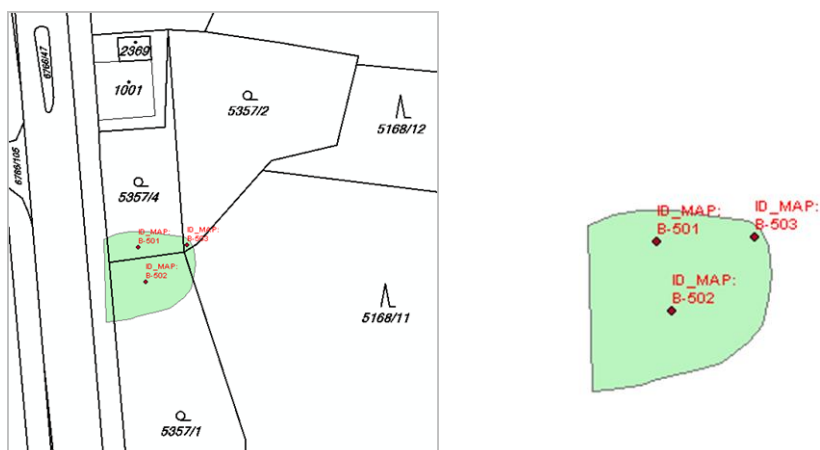 6766/47
2369
1001
5357/2
5168/12
6785/105
5357/4
ID_MAP:
B-501
ID_MAP:
B-503
ID_MAP:
B-502
5168/11
5357/1
ID_MAP:
B-501
ID_MAP:
B-503
ID_MAP:
B-502